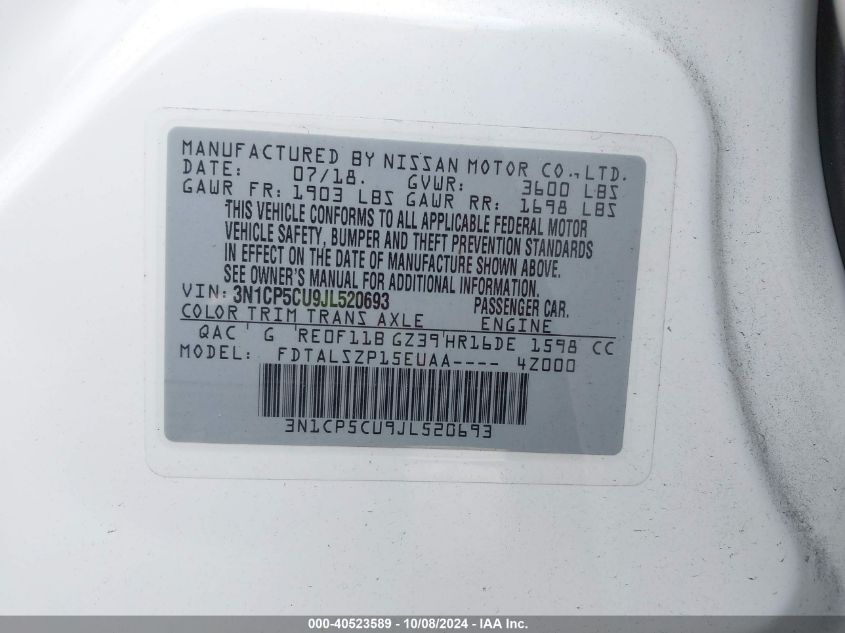 MANUFACTURED BY NISSAN MOTOR CO., LTD.
DATE: 07/18. GVWR: 3600 LBS
GAWR FR: 1903 LBS GAWR RR: 1698 LBS
THIS VEHICLE CONFORMS TO ALL APPLICABLE FEDERAL MOTOR
VEHICLE SAFETY, BUMPER AND THEFT PREVENTION STANDARDS
IN EFFECT ON THE DATE OF MANUFACTURE SHOWN ABOVE.
SEE OWNER'S MANUAL FOR ADDITIONAL INFORMATION.
VIN: 3N1CP5CU9JL520693 PASSENGER CAR.
COLOR TRIM TRANS AXLE ENGINE
QAC G RE0F11B GZ39 HR16DE 1598 CC
MODEL: FDTALSZP15EUAA---- 4Z000
3N1CP5CU9JL520693
000-40523589 - 10/08/2024 - IAAI.com